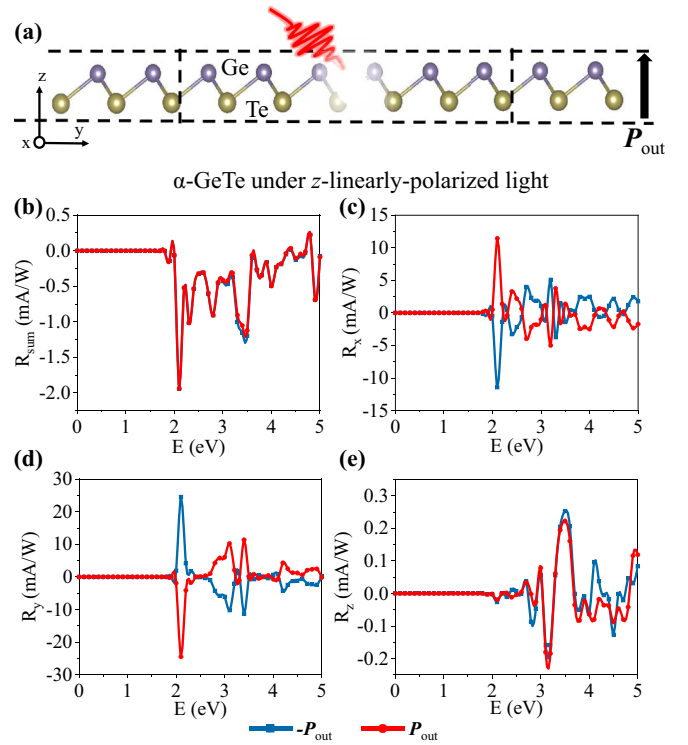 (a)
Ge
Te
z
x
y
P_out
α-GeTe under z-linearly-polarized light
(b)
0.5
0.0
-0.5
-1.0
-1.5
-2.0
R_sum (mA/W)
0 1 2 3 4 5
E (eV)
(c)
15
10
5
0
-5
-10
-15
R_x (mA/W)
0 1 2 3 4 5
E (eV)
(d)
30
20
10
0
-10
-20
-30
R_y (mA/W)
0 1 2 3 4 5
E (eV)
(e)
0.3
0.2
0.1
0.0
-0.1
-0.2
R_z (mA/W)
0 1 2 3 4 5
E (eV)
-P_out
P_out